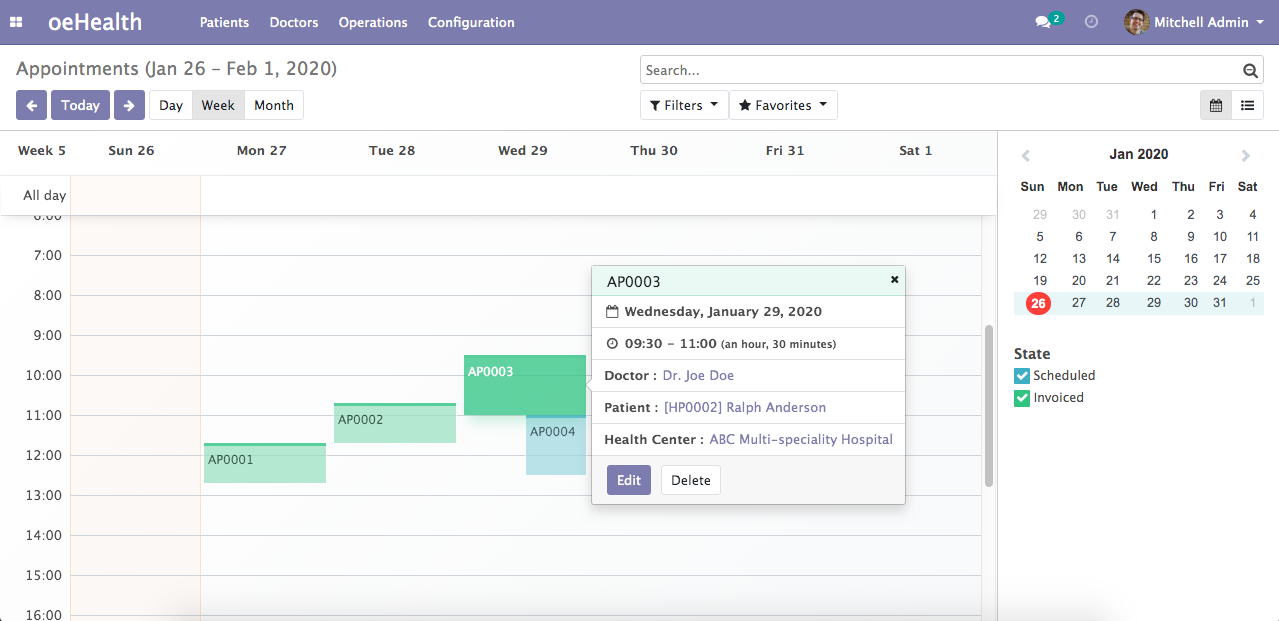 oeHealth Patients Doctors Operations Configuration 2 Mitchell Admin
Appointments (Jan 26 – Feb 1, 2020)
Search...
Today Day Week Month Filters Favorites
Week 5 Sun 26 Mon 27 Tue 28 Wed 29 Thu 30 Fri 31 Sat 1
All day
6:00
7:00
8:00
9:00
10:00
11:00
12:00
13:00
14:00
15:00
16:00
AP0001
AP0002
AP0003
AP0004
AP0003
Wednesday, January 29, 2020
09:30 – 11:00 (an hour, 30 minutes)
Doctor : Dr. Joe Doe
Patient : [HP0002] Ralph Anderson
Health Center : ABC Multi-speciality Hospital
Edit Delete
Jan 2020
Sun Mon Tue Wed Thu Fri Sat
29 30 31 1 2 3 4
5 6 7 8 9 10 11
12 13 14 15 16 17 18
19 20 21 22 23 24 25
26 27 28 29 30 31 1
State
Scheduled
Invoiced